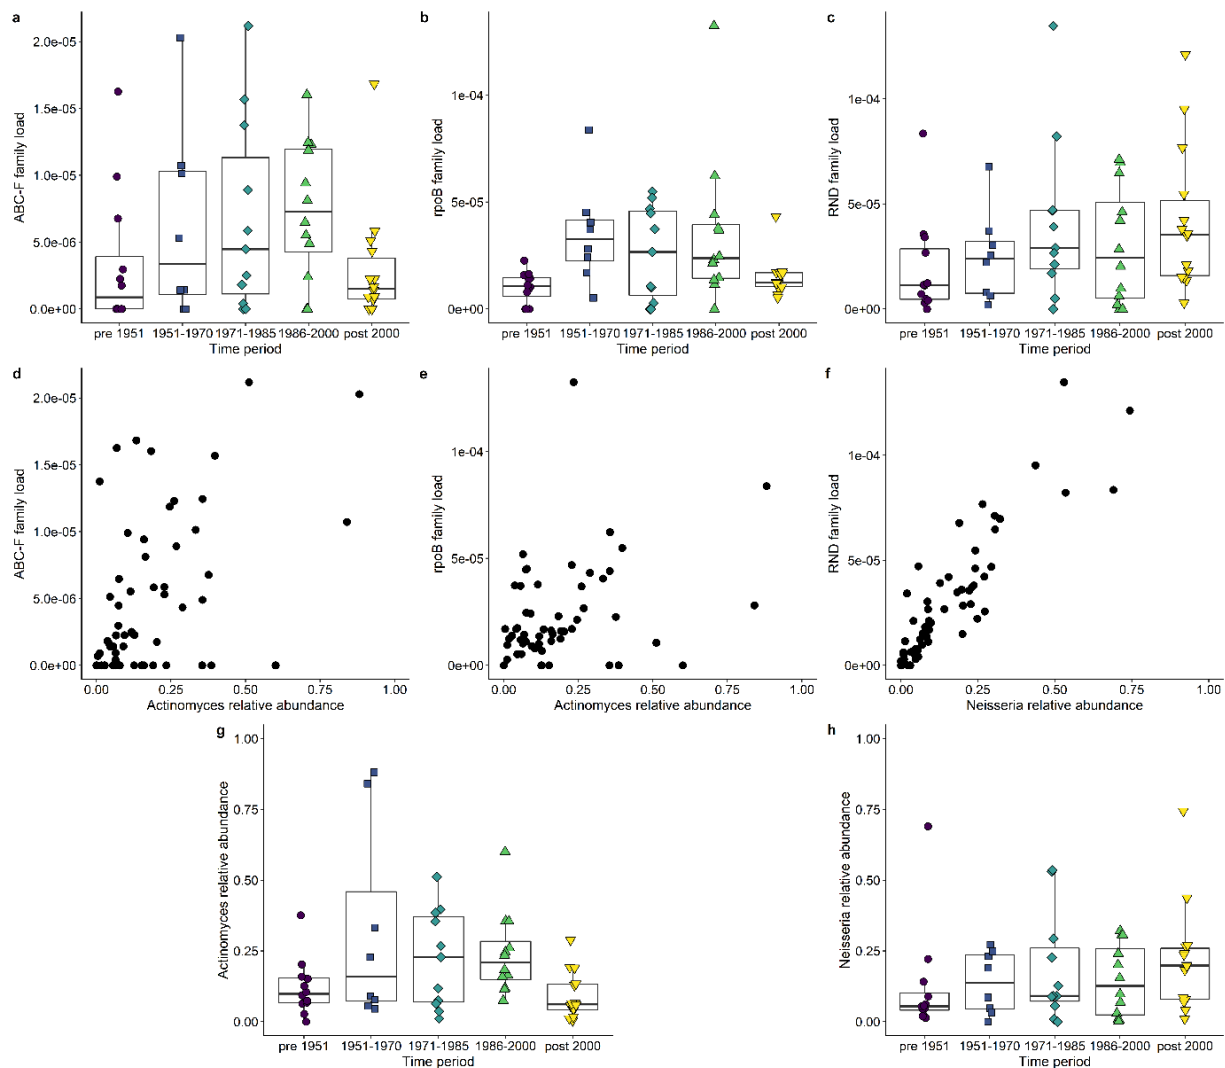 a
ABC-F family load
2.0e-05
1.5e-05
1.0e-05
5.0e-06
0.0e+00
pre 1951 1951-1970 1971-1985 1986-2000 post 2000
Time period
b
rpoB family load
1e-04
5e-05
0e+00
pre 1951 1951-1970 1971-1985 1986-2000 post 2000
Time period
c
RND family load
1e-04
5e-05
0e+00
pre 1951 1951-1970 1971-1985 1986-2000 post 2000
Time period
d
ABC-F family load
2.0e-05
1.5e-05
1.0e-05
5.0e-06
0.0e+00
0.00 0.25 0.50 0.75 1.00
Actinomyces relative abundance
e
rpoB family load
1e-04
5e-05
0e+00
0.00 0.25 0.50 0.75 1.00
Actinomyces relative abundance
f
RND family load
1e-04
5e-05
0e+00
0.00 0.25 0.50 0.75 1.00
Neisseria relative abundance
g
Actinomyces relative abundance
1.00
0.75
0.50
0.25
0.00
pre 1951 1951-1970 1971-1985 1986-2000 post 2000
Time period
h
Neisseria relative abundance
1.00
0.75
0.50
0.25
0.00
pre 1951 1951-1970 1971-1985 1986-2000 post 2000
Time period